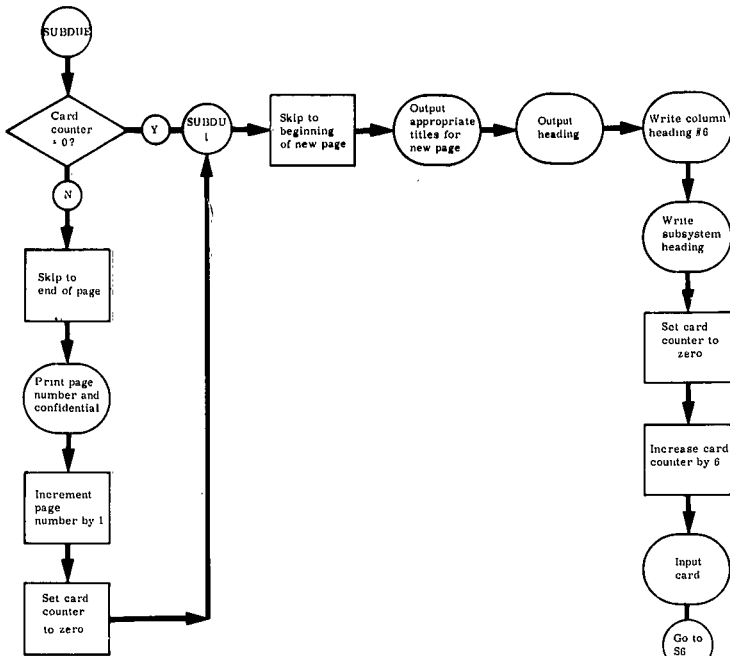 SUBDUE
Card
counter
= 0?
Y
SUBDU
1
Skip to
beginning
of new page
Output
appropriate
titles for
new page
Output
heading
Write column
heading #6
N
Write
subsystem
heading
Skip to
end of page
Set card
counter to
zero
Print page
number and
confidential
Increase card
counter by 6
Increment
page
number by 1
Input
card
Set card
counter
to zero
Go to
S6